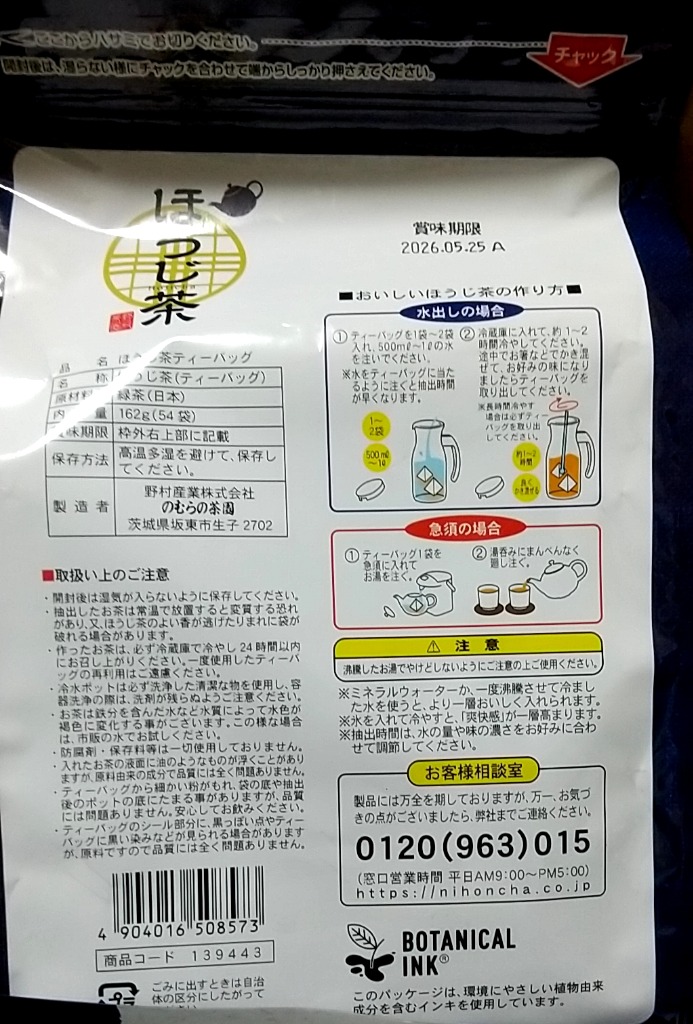 ここからハサミでお切りください。
開封後は、湿らない様にチャックを合わせて端からしっかり押さえてください。
チャック
ほうじ茶
賞味期限
2026.05.25 A
品名 ほうじ茶ティーバッグ
名称 ほうじ茶(ティーバッグ)
原材料 緑茶(日本)
内容量 162g(54袋)
賞味期限 枠外右上部に記載
保存方法 高温多湿を避けて、保存し
てください。
製造者 野村産業株式会社
のむらの茶園
茨城県坂東市生子2702
■取扱い上のご注意
・開封後は湿気が入らないように保存してください。
・抽出したお茶は常温で放置すると変質する恐れ
があり、又、ほうじ茶のよい香が逃げたりまれに袋が
破れる場合があります。
・作ったお茶は、必ず冷蔵庫で冷やし24時間以内
にお召し上がりください。一度使用したティーバ
ッグの再利用はご遠慮ください。
・冷水ポットは必ず洗浄した清潔な物を使用し、容
器洗浄の際は、洗剤が残らぬようご注意ください。
・お茶は鉄分を含んだ水など水質によって水色が
褐色に変化する事がございます。この様な場合
は、市販の水でお試しください。
・防腐剤・保存料等は一切使用しておりません。
・入れたお茶の液面に油のようなものが浮くことがあり
ますが、原料由来の成分で品質には全く問題ありません。
・ティーバッグから細かい粉がもれ、袋の底や抽出
後のポットの底にたまる事がありますが、品質
には問題ありません。安心してお飲みください。
・ティーバッグのシール部分に、黒っぽい点やティー
バッグに黒い染みなどが見られる場合があります
が、原料ですので品質には全く問題ありません。
4 904016 508573
商品コード 139443
ごみに出すときは自治
体の区分にしたがって
■おいしいほうじ茶の作り方■
水出しの場合
①ティーバッグを1袋〜2袋
入れ、500ml〜1ℓの水
を注いでください。
※水をティーバッグに当た
るように注ぐと抽出時間
が早くなります。
1〜
2袋
500ml
〜1ℓ
②冷蔵庫に入れて、約1〜2
時間冷やしてください。
途中でお箸などでかき混
ぜて、お好みの味になり
ましたらティーバッグを
取り出してください。
※長時間冷やす
場合は必ずティー
バッグを取り出
してください。
約1〜2
時間
良く
かき混ぜる
急須の場合
①ティーバッグ1袋を
急須に入れて
お湯を注ぐ。
②湯呑みにまんべんなく
廻し注ぐ。
⚠ 注意
沸騰したお湯でやけどしないようにご注意の上ご使用ください。
※ミネラルウォーターか、一度沸騰させて冷まし
た水を使うと、より一層おいしく入れられます。
※氷を入れて冷やすと、「爽快感」が一層高まります。
※抽出時間は、水の量や味の濃さをお好みに合わ
せて調節してください。
お客様相談室
製品には万全を期しておりますが、万一、お気づ
きの点がございましたら、弊社までご連絡ください。
0120(963)015
(窓口営業時間 平日AM9:00〜PM5:00)
https://nihoncha.co.jp
BOTANICAL
INK®
このパッケージは、環境にやさしい植物由来
成分を含むインキを使用しています。